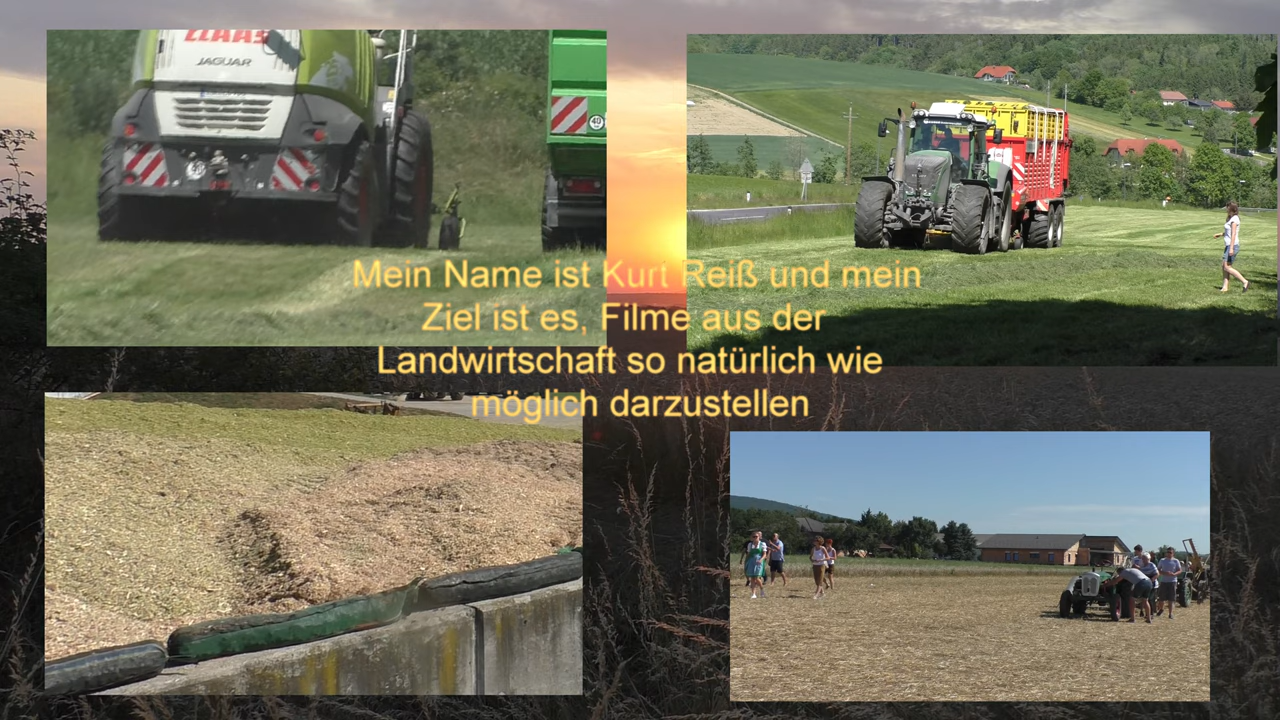 CLAAS
JAGUAR
40
Mein Name ist Kurt Reiß und mein
Ziel ist es, Filme aus der
Landwirtschaft so natürlich wie
möglich darzustellen